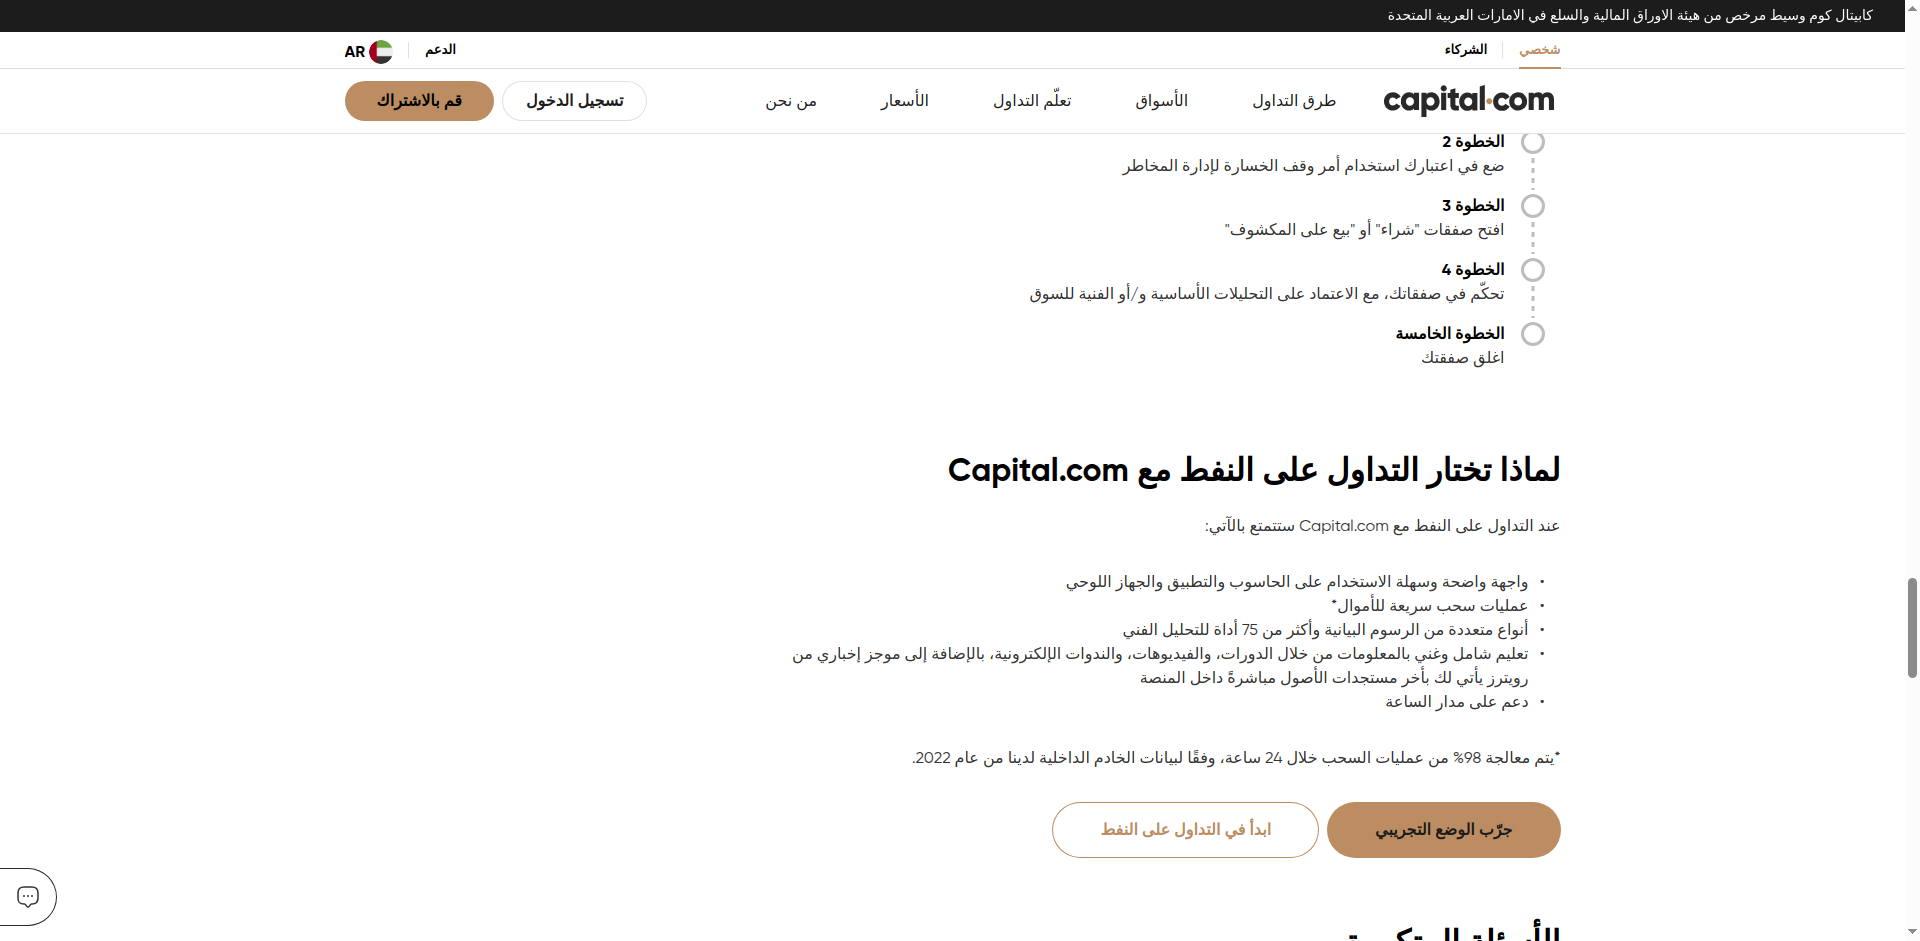 كابيتال كوم وسيط مرخص من هيئة الاوراق المالية والسلع في الامارات العربية المتحدة
شخصي
الشركاء
الدعم
AR
capital.com
طرق التداول
الأسواق
تعلّم التداول
الأسعار
من نحن
تسجيل الدخول
قم بالاشتراك
الخطوة 2
ضع في اعتبارك استخدام أمر وقف الخسارة لإدارة المخاطر
الخطوة 3
افتح صفقات "شراء" أو "بيع على المكشوف"
الخطوة 4
تحكّم في صفقاتك، مع الاعتماد على التحليلات الأساسية و/أو الفنية للسوق
الخطوة الخامسة
اغلق صفقتك
لماذا تختار التداول على النفط مع Capital.com
عند التداول على النفط مع Capital.com ستتمتع بالآتي:
• واجهة واضحة وسهلة الاستخدام على الحاسوب والتطبيق والجهاز اللوحي
• عمليات سحب سريعة للأموال*
• أنواع متعددة من الرسوم البيانية وأكثر من 75 أداة للتحليل الفني
• تعليم شامل وغني بالمعلومات من خلال الدورات، والفيديوهات، والندوات الإلكترونية، بالإضافة إلى موجز إخباري من
رويترز يأتي لك بأخر مستجدات الأصول مباشرةً داخل المنصة
• دعم على مدار الساعة
*يتم معالجة 98% من عمليات السحب خلال 24 ساعة، وفقًا لبيانات الخادم الداخلية لدينا من عام 2022.
جرّب الوضع التجريبي
ابدأ في التداول على النفط